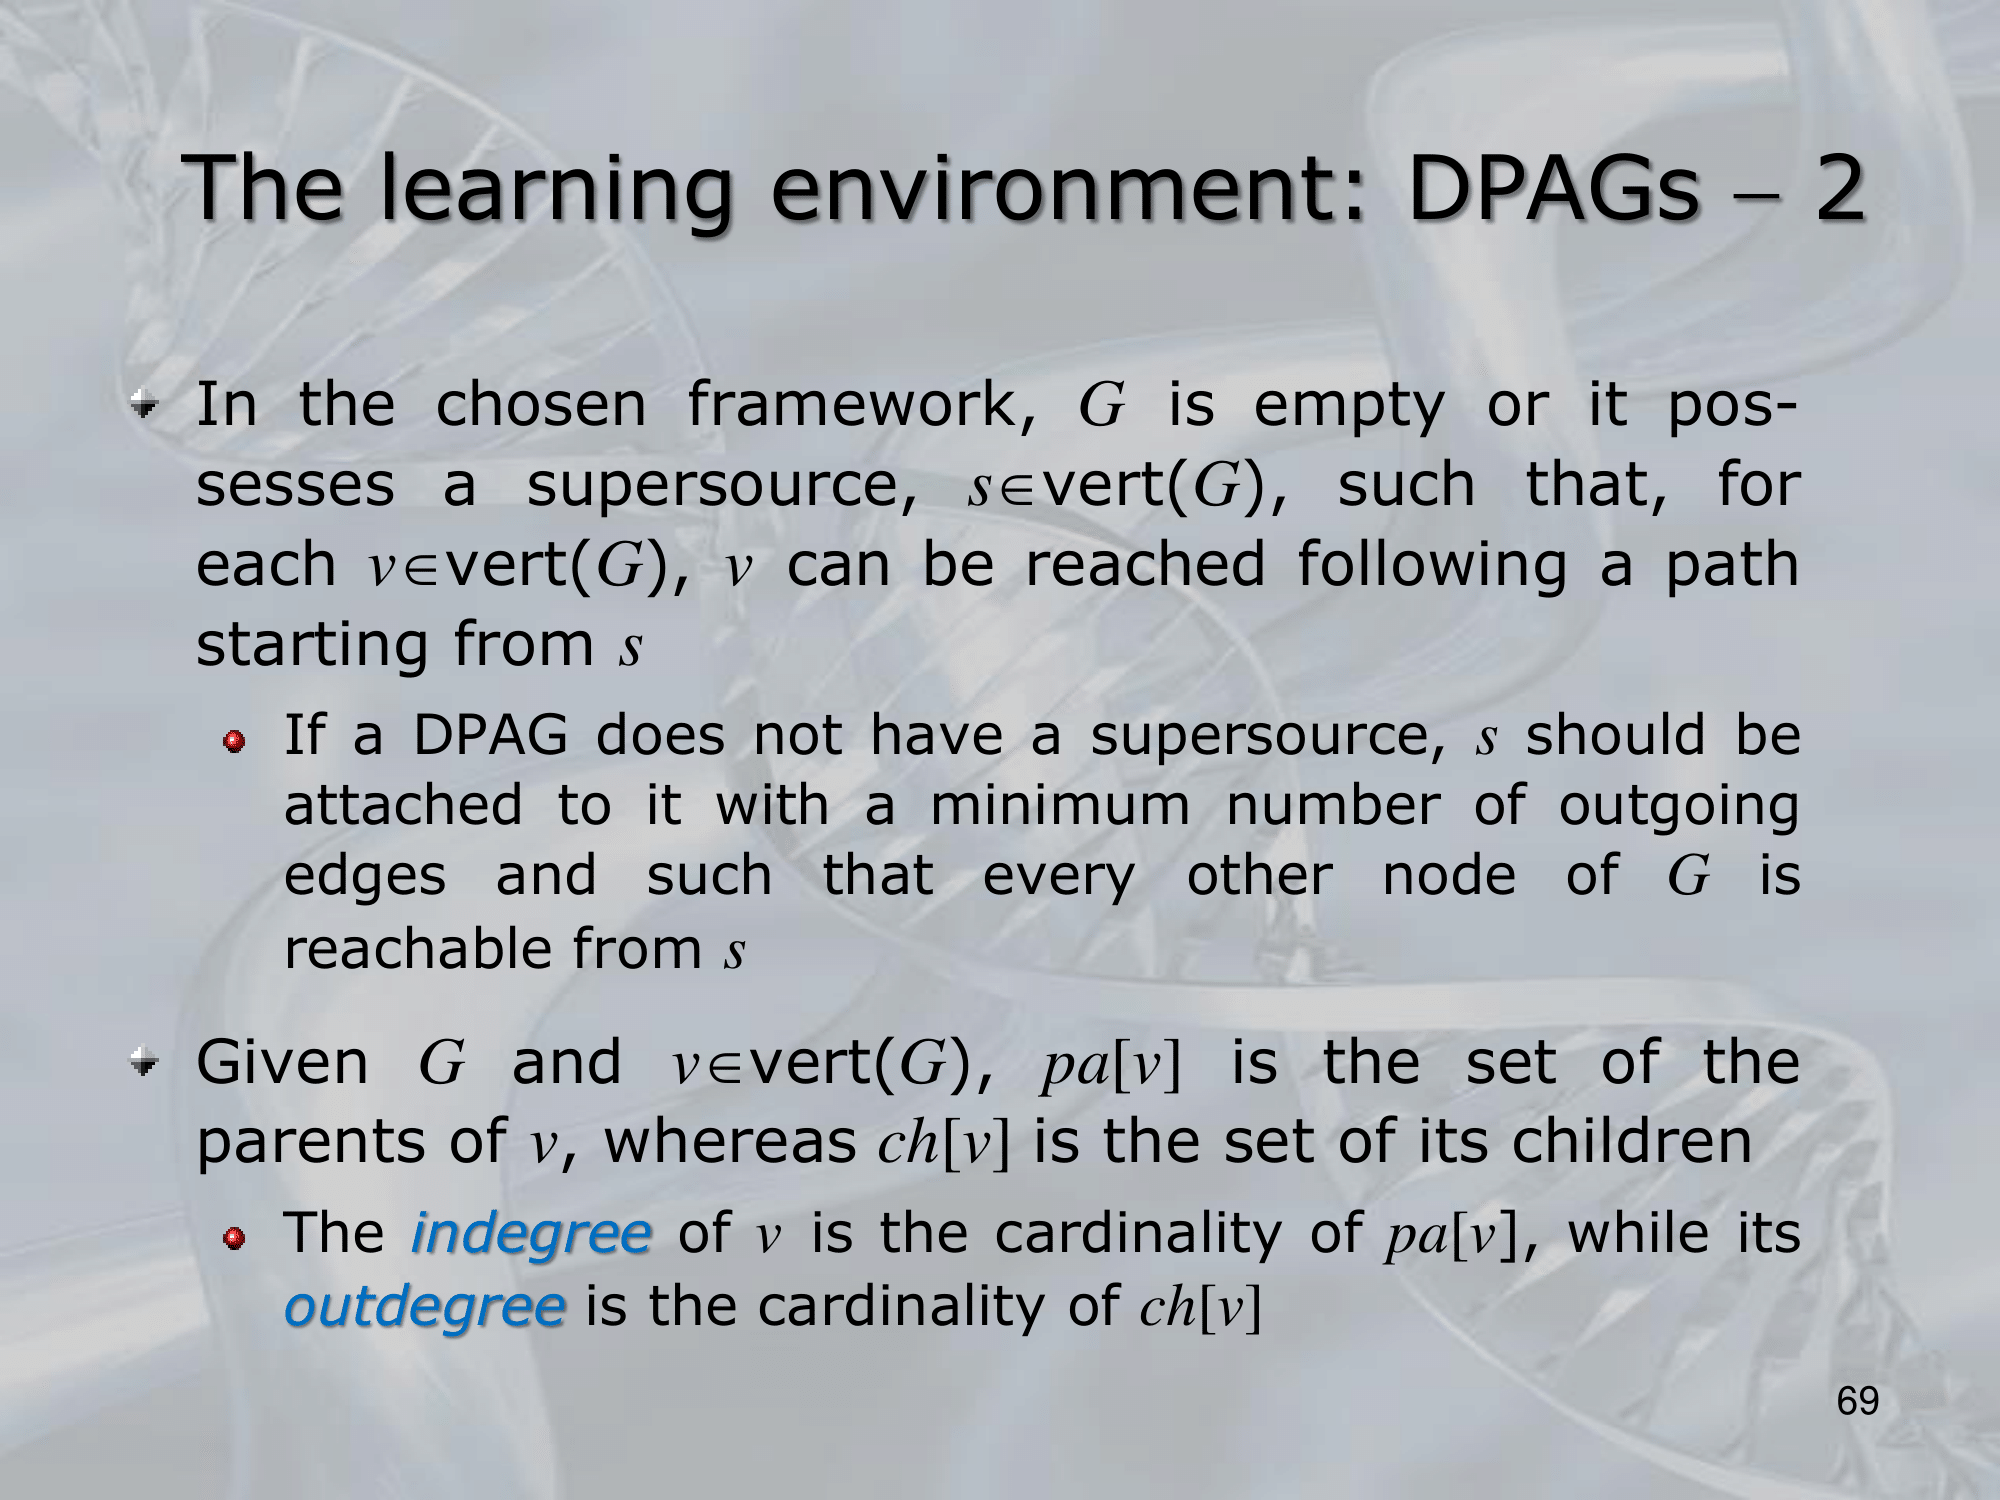 The learning environment: DPAGs – 2
In the chosen framework, G is empty or it pos-
sesses a supersource, s∈vert(G), such that, for
each v∈vert(G), v can be reached following a path
starting from s
If a DPAG does not have a supersource, s should be
attached to it with a minimum number of outgoing
edges and such that every other node of G is
reachable from s
Given G and v∈vert(G), pa[v] is the set of the
parents of v, whereas ch[v] is the set of its children
The indegree of v is the cardinality of pa[v], while its
outdegree is the cardinality of ch[v]
69